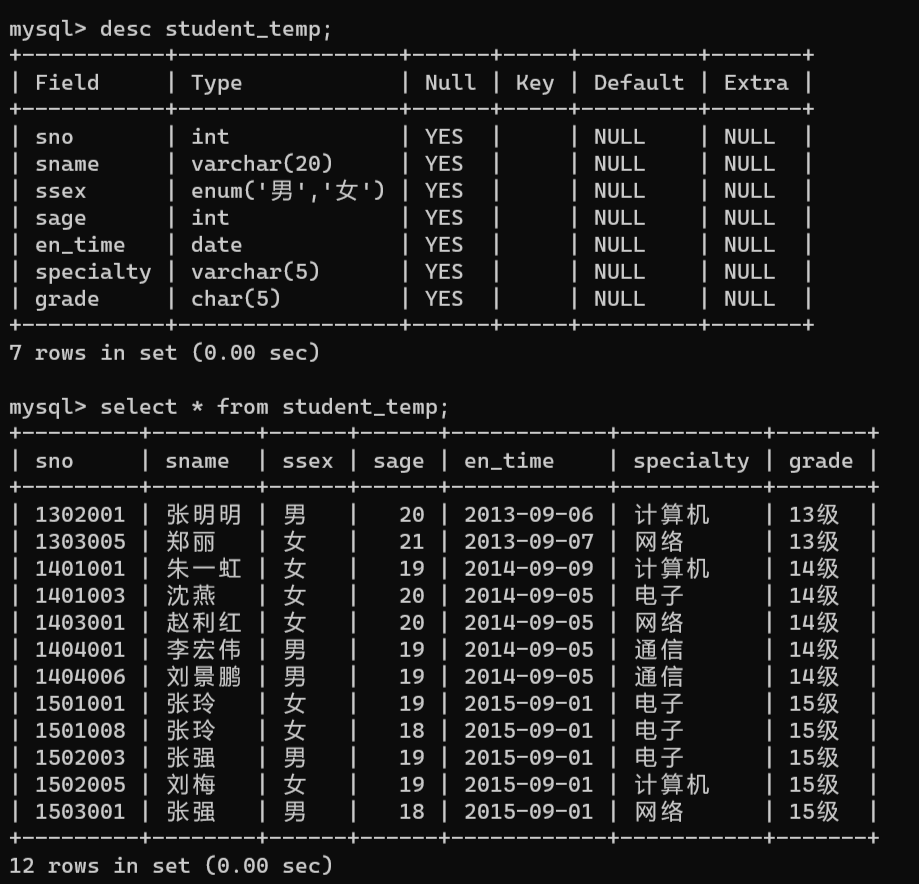 mysql> desc student_temp;
+-----------+------------------+------+-----+---------+-------+
| Field     | Type             | Null | Key | Default | Extra |
+-----------+------------------+------+-----+---------+-------+
| sno       | int              | YES  |     | NULL    | NULL  |
| sname     | varchar(20)      | YES  |     | NULL    | NULL  |
| ssex      | enum('男','女')  | YES  |     | NULL    | NULL  |
| sage      | int              | YES  |     | NULL    | NULL  |
| en_time   | date             | YES  |     | NULL    | NULL  |
| specialty | varchar(5)       | YES  |     | NULL    | NULL  |
| grade     | char(5)          | YES  |     | NULL    | NULL  |
+-----------+------------------+------+-----+---------+-------+
7 rows in set (0.00 sec)
mysql> select * from student_temp;
+---------+--------+------+------+------------+-----------+-------+
| sno     | sname  | ssex | sage | en_time    | specialty | grade |
+---------+--------+------+------+------------+-----------+-------+
| 1302001 | 张明明 | 男   |   20 | 2013-09-06 | 计算机    | 13级  |
| 1303005 | 郑丽   | 女   |   21 | 2013-09-07 | 网络      | 13级  |
| 1401001 | 朱一虹 | 女   |   19 | 2014-09-09 | 计算机    | 14级  |
| 1401003 | 沈燕   | 女   |   20 | 2014-09-05 | 电子      | 14级  |
| 1403001 | 赵利红 | 女   |   20 | 2014-09-05 | 网络      | 14级  |
| 1404001 | 李宏伟 | 男   |   19 | 2014-09-05 | 通信      | 14级  |
| 1404006 | 刘景鹏 | 男   |   19 | 2014-09-05 | 通信      | 14级  |
| 1501001 | 张玲   | 女   |   19 | 2015-09-01 | 电子      | 15级  |
| 1501008 | 张玲   | 女   |   18 | 2015-09-01 | 电子      | 15级  |
| 1502003 | 张强   | 男   |   19 | 2015-09-01 | 电子      | 15级  |
| 1502005 | 刘梅   | 女   |   19 | 2015-09-01 | 计算机    | 15级  |
| 1503001 | 张强   | 男   |   18 | 2015-09-01 | 网络      | 15级  |
+---------+--------+------+------+------------+-----------+-------+
12 rows in set (0.00 sec)